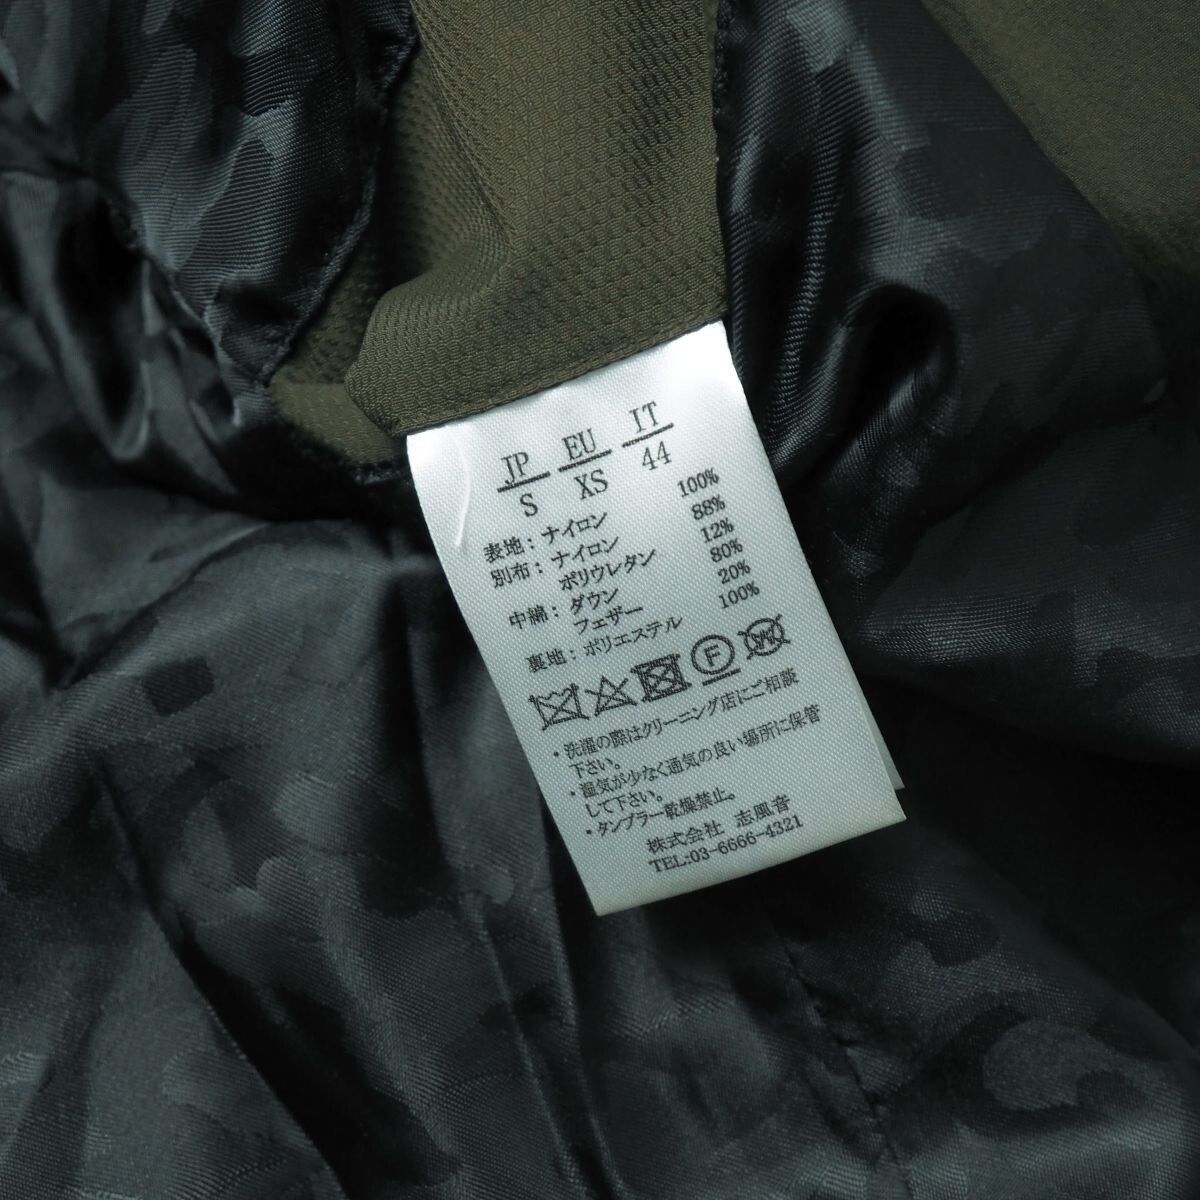 JP EU IT
S XS 44
表地：ナイロン 100%
別布：ナイロン 88%
ポリウレタン 12%
中綿：ダウン 80%
フェザー 20%
裏地：ポリエステル 100%
F
・洗濯の際はクリーニング店にご相談
下さい。
・湿気が少なく通気の良い場所に保管
して下さい。
・タンブラー乾燥禁止。
株式会社 志風音
TEL:03-6666-4321